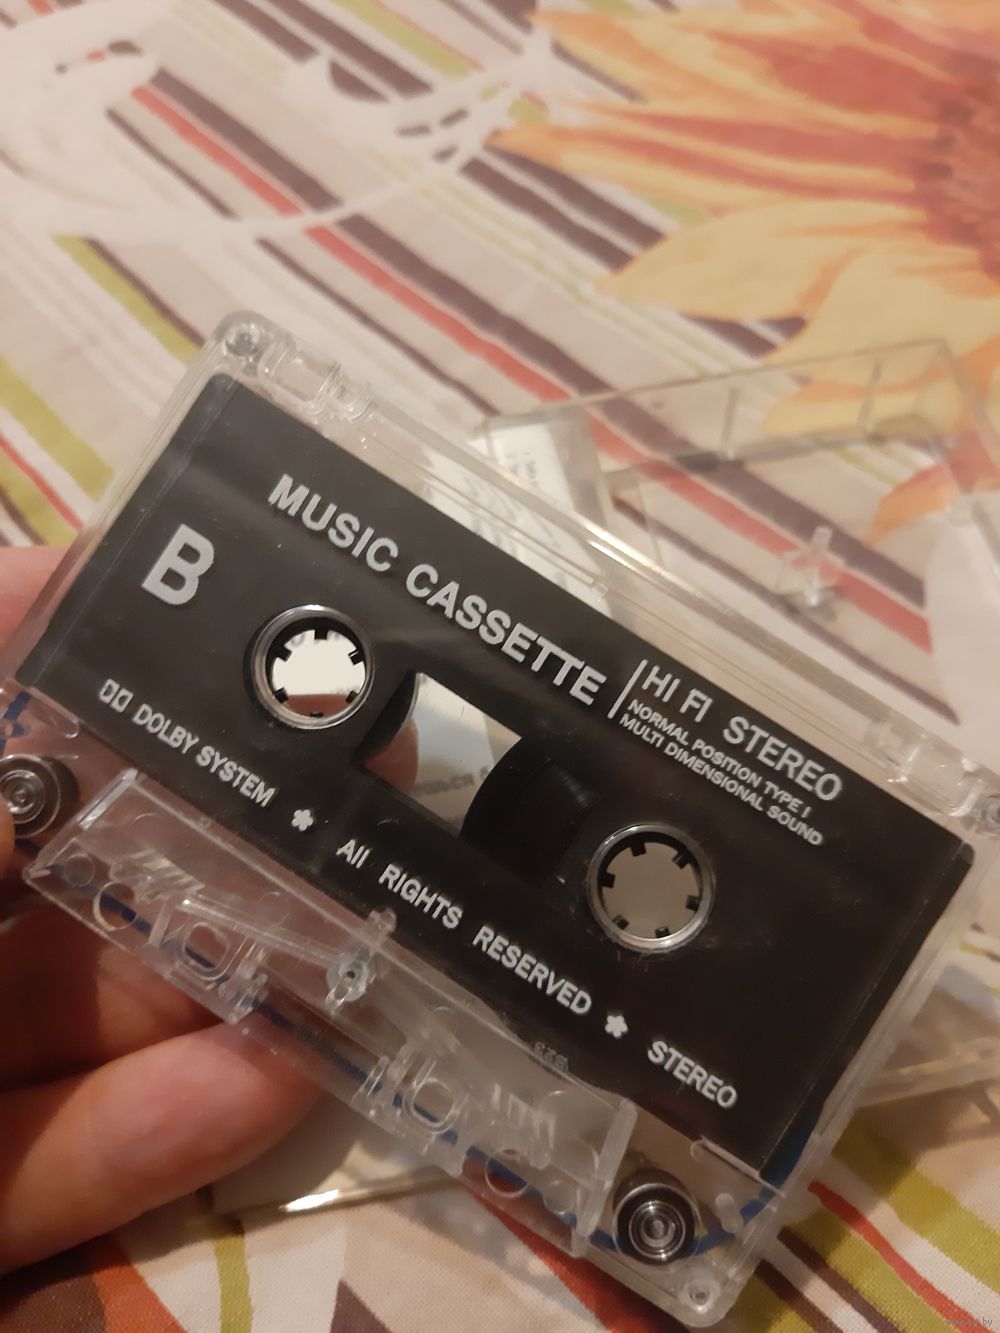 MUSIC CASSETTE
B
HI FI STEREO
NORMAL POSITION TYPE I
MULTI DIMENSIONAL SOUND
DOLBY SYSTEM * All RIGHTS RESERVED * STEREO